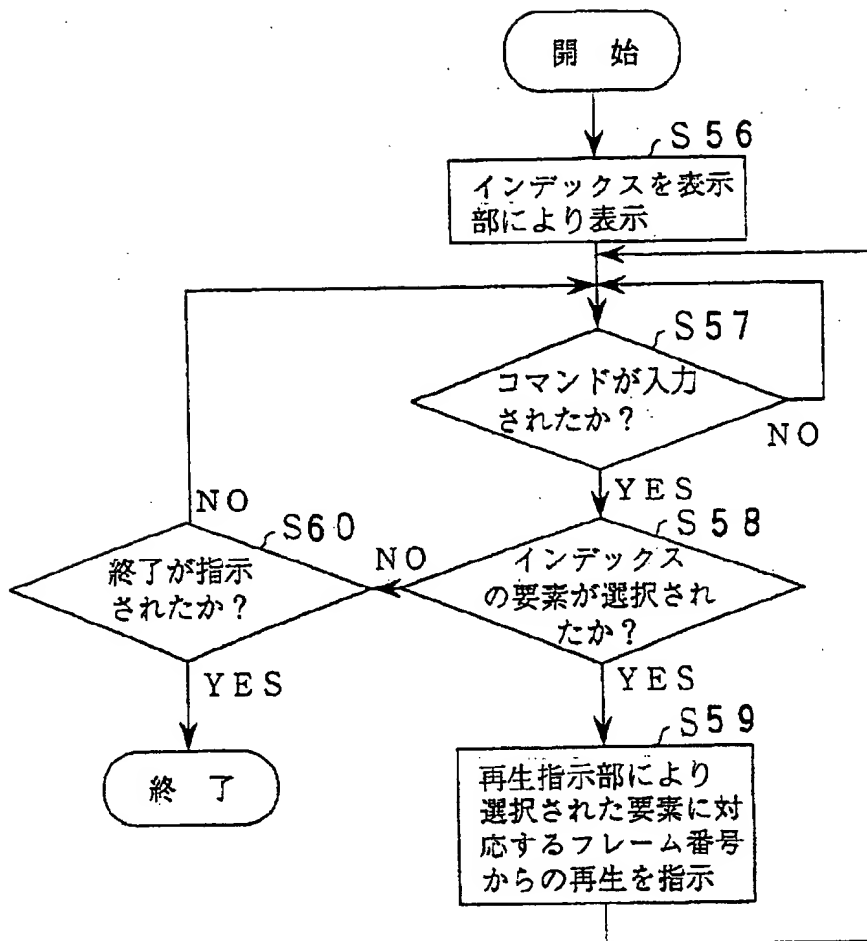 開 始
S56
インデックスを表示
部により表示
S57
コマンドが入力
されたか?
NO
YES
S58
インデックス
の要素が選択され
たか?
NO
S60
終了が指示
されたか?
NO
YES
終 了
YES
S59
再生指示部により
選択された要素に対
応するフレーム番号
からの再生を指示